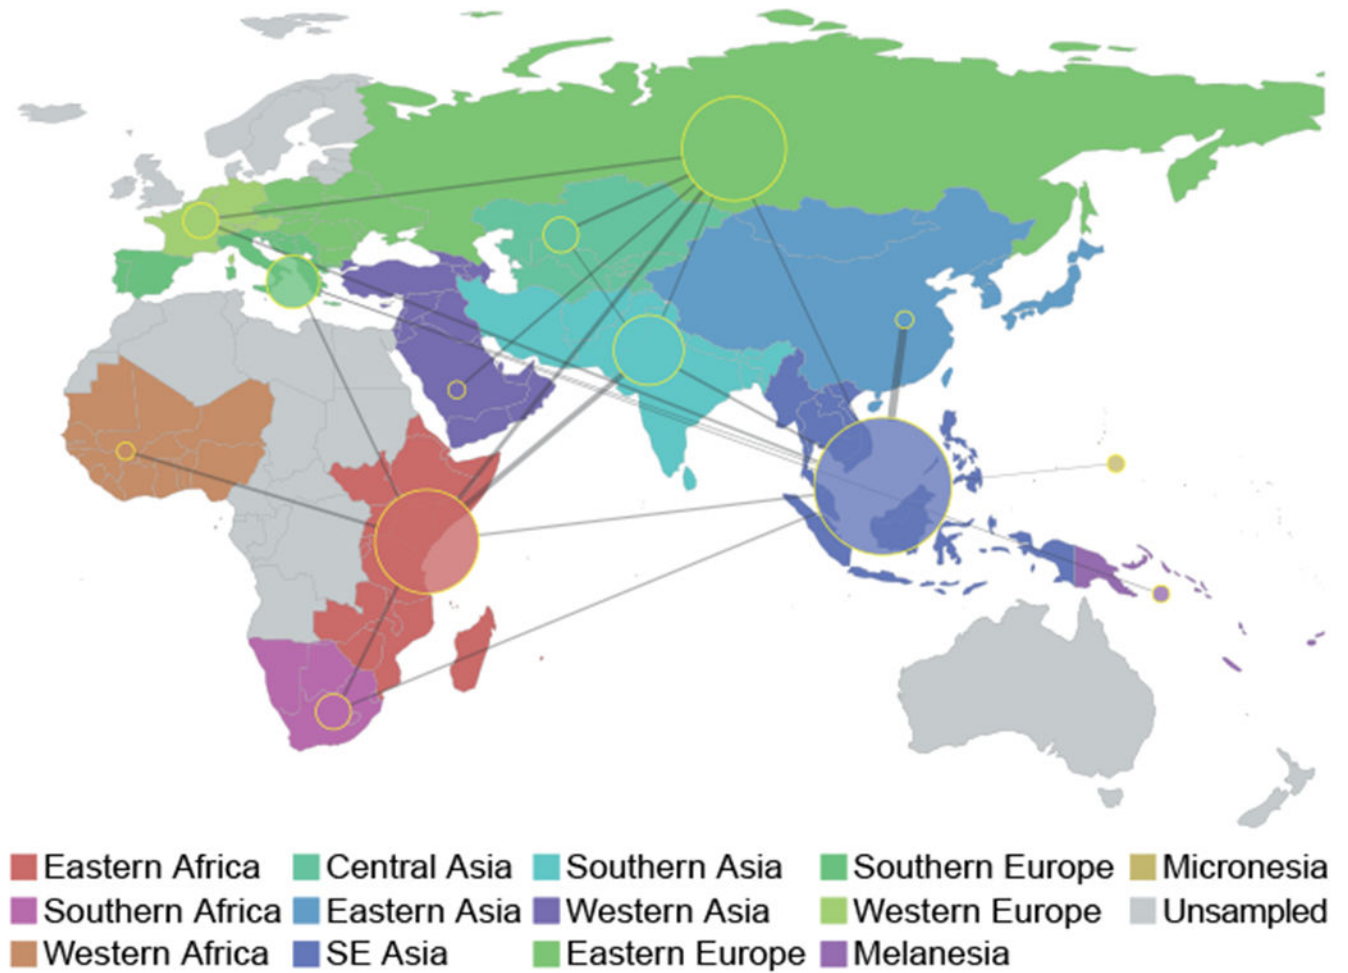 Eastern Africa Central Asia Southern Asia Southern Europe Micronesia
Southern Africa Eastern Asia Western Asia Western Europe Unsampled
Western Africa SE Asia Eastern Europe Melanesia